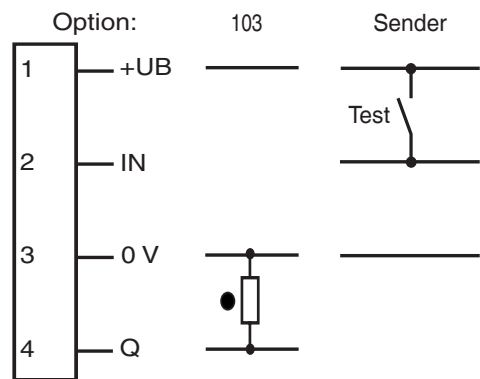 Option: 103 Sender
1 +UB
Test
2 IN
3 0 V
4 Q